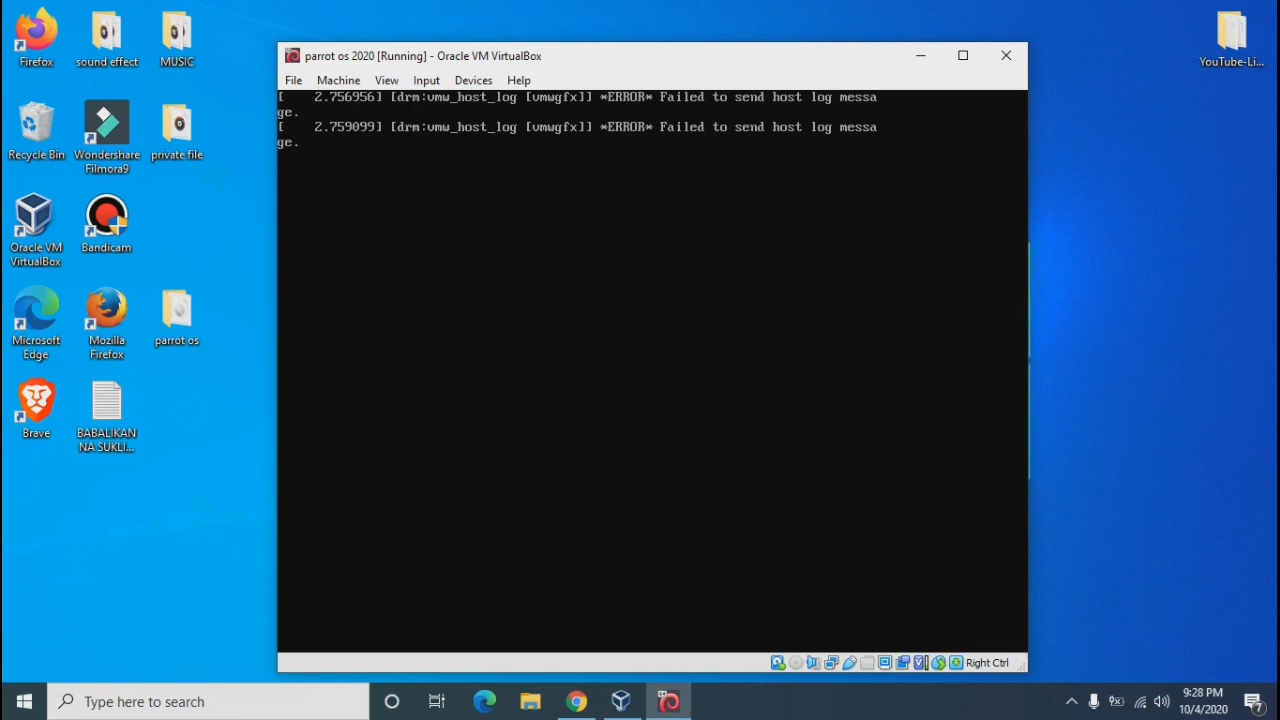 Firefox
sound effect
MUSIC
YouTube-Li...
Recycle Bin
Wondershare
Filmora9
private file
Oracle VM
VirtualBox
Bandicam
Microsoft
Edge
Mozilla
Firefox
parrot os
Brave
BABALIKAN
NA SUKLI...
parrot os 2020 [Running] - Oracle VM VirtualBox
File Machine View Input Devices Help
[    2.756956] [drm:vmw_host_log [vmwgfx]] *ERROR* Failed to send host log messa
ge.
[    2.759099] [drm:vmw_host_log [vmwgfx]] *ERROR* Failed to send host log messa
ge.
Right Ctrl
Type here to search
9:28 PM
10/4/2020
7